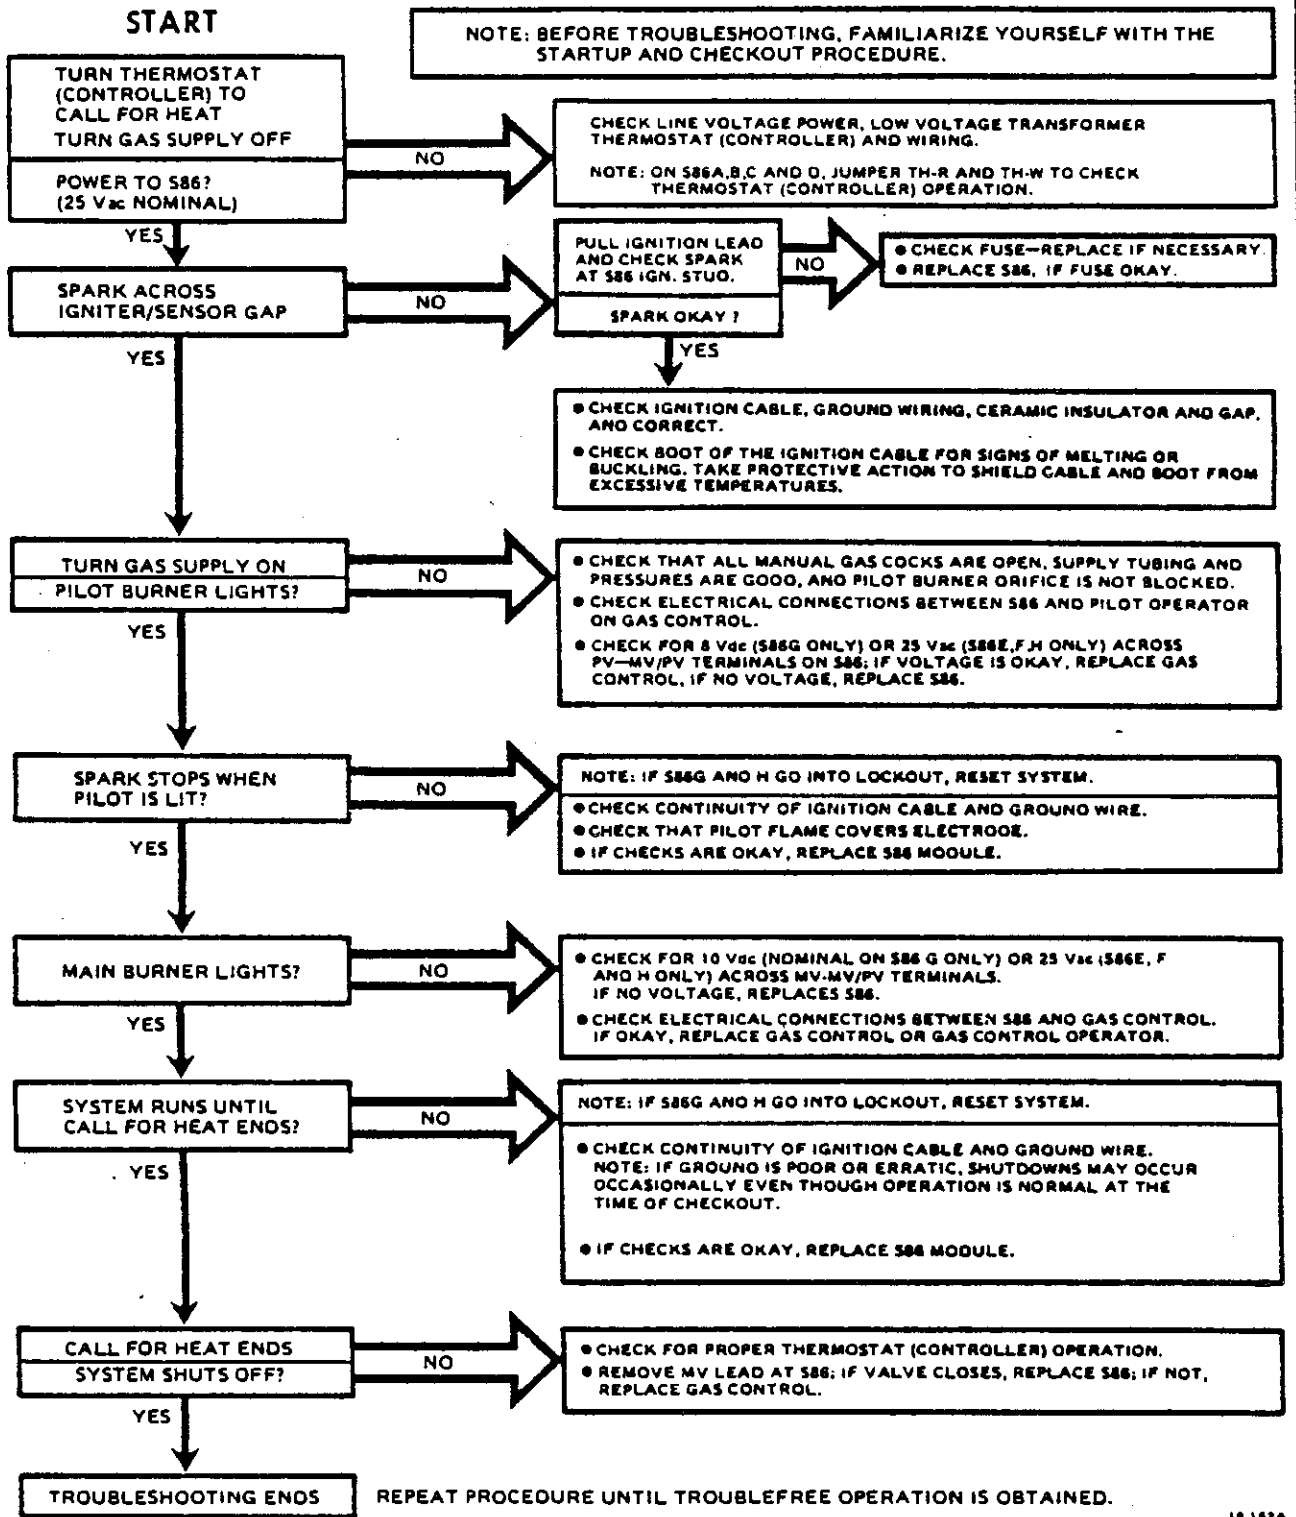 START
NOTE: BEFORE TROUBLESHOOTING, FAMILIARIZE YOURSELF WITH THE
STARTUP AND CHECKOUT PROCEDURE.
TURN THERMOSTAT
(CONTROLLER) TO
CALL FOR HEAT
TURN GAS SUPPLY OFF
POWER TO S86?
(25 Vac NOMINAL)
NO
CHECK LINE VOLTAGE POWER, LOW VOLTAGE TRANSFORMER
THERMOSTAT (CONTROLLER) AND WIRING.
NOTE: ON S86A,B,C AND D, JUMPER TH-R AND TH-W TO CHECK
THERMOSTAT (CONTROLLER) OPERATION.
YES
SPARK ACROSS
IGNITER/SENSOR GAP
NO
PULL IGNITION LEAD
AND CHECK SPARK
AT S86 IGN. STUD.
SPARK OKAY ?
NO
● CHECK FUSE—REPLACE IF NECESSARY.
● REPLACE S86, IF FUSE OKAY.
YES
YES
● CHECK IGNITION CABLE, GROUND WIRING, CERAMIC INSULATOR AND GAP,
AND CORRECT.
● CHECK BOOT OF THE IGNITION CABLE FOR SIGNS OF MELTING OR
BUCKLING. TAKE PROTECTIVE ACTION TO SHIELD CABLE AND BOOT FROM
EXCESSIVE TEMPERATURES.
TURN GAS SUPPLY ON
PILOT BURNER LIGHTS?
NO
● CHECK THAT ALL MANUAL GAS COCKS ARE OPEN, SUPPLY TUBING AND
PRESSURES ARE GOOD, AND PILOT BURNER ORIFICE IS NOT BLOCKED.
● CHECK ELECTRICAL CONNECTIONS BETWEEN S86 AND PILOT OPERATOR
ON GAS CONTROL.
● CHECK FOR 8 Vdc (S86G ONLY) OR 25 Vac (S86E,F,H ONLY) ACROSS
PV—MV/PV TERMINALS ON S86; IF VOLTAGE IS OKAY, REPLACE GAS
CONTROL, IF NO VOLTAGE, REPLACE S86.
YES
SPARK STOPS WHEN
PILOT IS LIT?
NO
NOTE: IF S86G AND H GO INTO LOCKOUT, RESET SYSTEM.
● CHECK CONTINUITY OF IGNITION CABLE AND GROUND WIRE.
● CHECK THAT PILOT FLAME COVERS ELECTRODE.
● IF CHECKS ARE OKAY, REPLACE S86 MODULE.
YES
MAIN BURNER LIGHTS?
NO
● CHECK FOR 10 Vdc (NOMINAL ON S86 G ONLY) OR 25 Vac (S86E, F
AND H ONLY) ACROSS MV-MV/PV TERMINALS.
IF NO VOLTAGE, REPLACES S86.
● CHECK ELECTRICAL CONNECTIONS BETWEEN S86 AND GAS CONTROL.
IF OKAY, REPLACE GAS CONTROL OR GAS CONTROL OPERATOR.
YES
SYSTEM RUNS UNTIL
CALL FOR HEAT ENDS?
NO
NOTE: IF S86G AND H GO INTO LOCKOUT, RESET SYSTEM.
● CHECK CONTINUITY OF IGNITION CABLE AND GROUND WIRE.
NOTE: IF GROUND IS POOR OR ERRATIC, SHUTDOWNS MAY OCCUR
OCCASIONALLY EVEN THOUGH OPERATION IS NORMAL AT THE
TIME OF CHECKOUT.
● IF CHECKS ARE OKAY, REPLACE S86 MODULE.
YES
CALL FOR HEAT ENDS
SYSTEM SHUTS OFF?
NO
● CHECK FOR PROPER THERMOSTAT (CONTROLLER) OPERATION.
● REMOVE MV LEAD AT S86; IF VALVE CLOSES, REPLACE S86; IF NOT,
REPLACE GAS CONTROL.
YES
TROUBLESHOOTING ENDS
REPEAT PROCEDURE UNTIL TROUBLEFREE OPERATION IS OBTAINED.